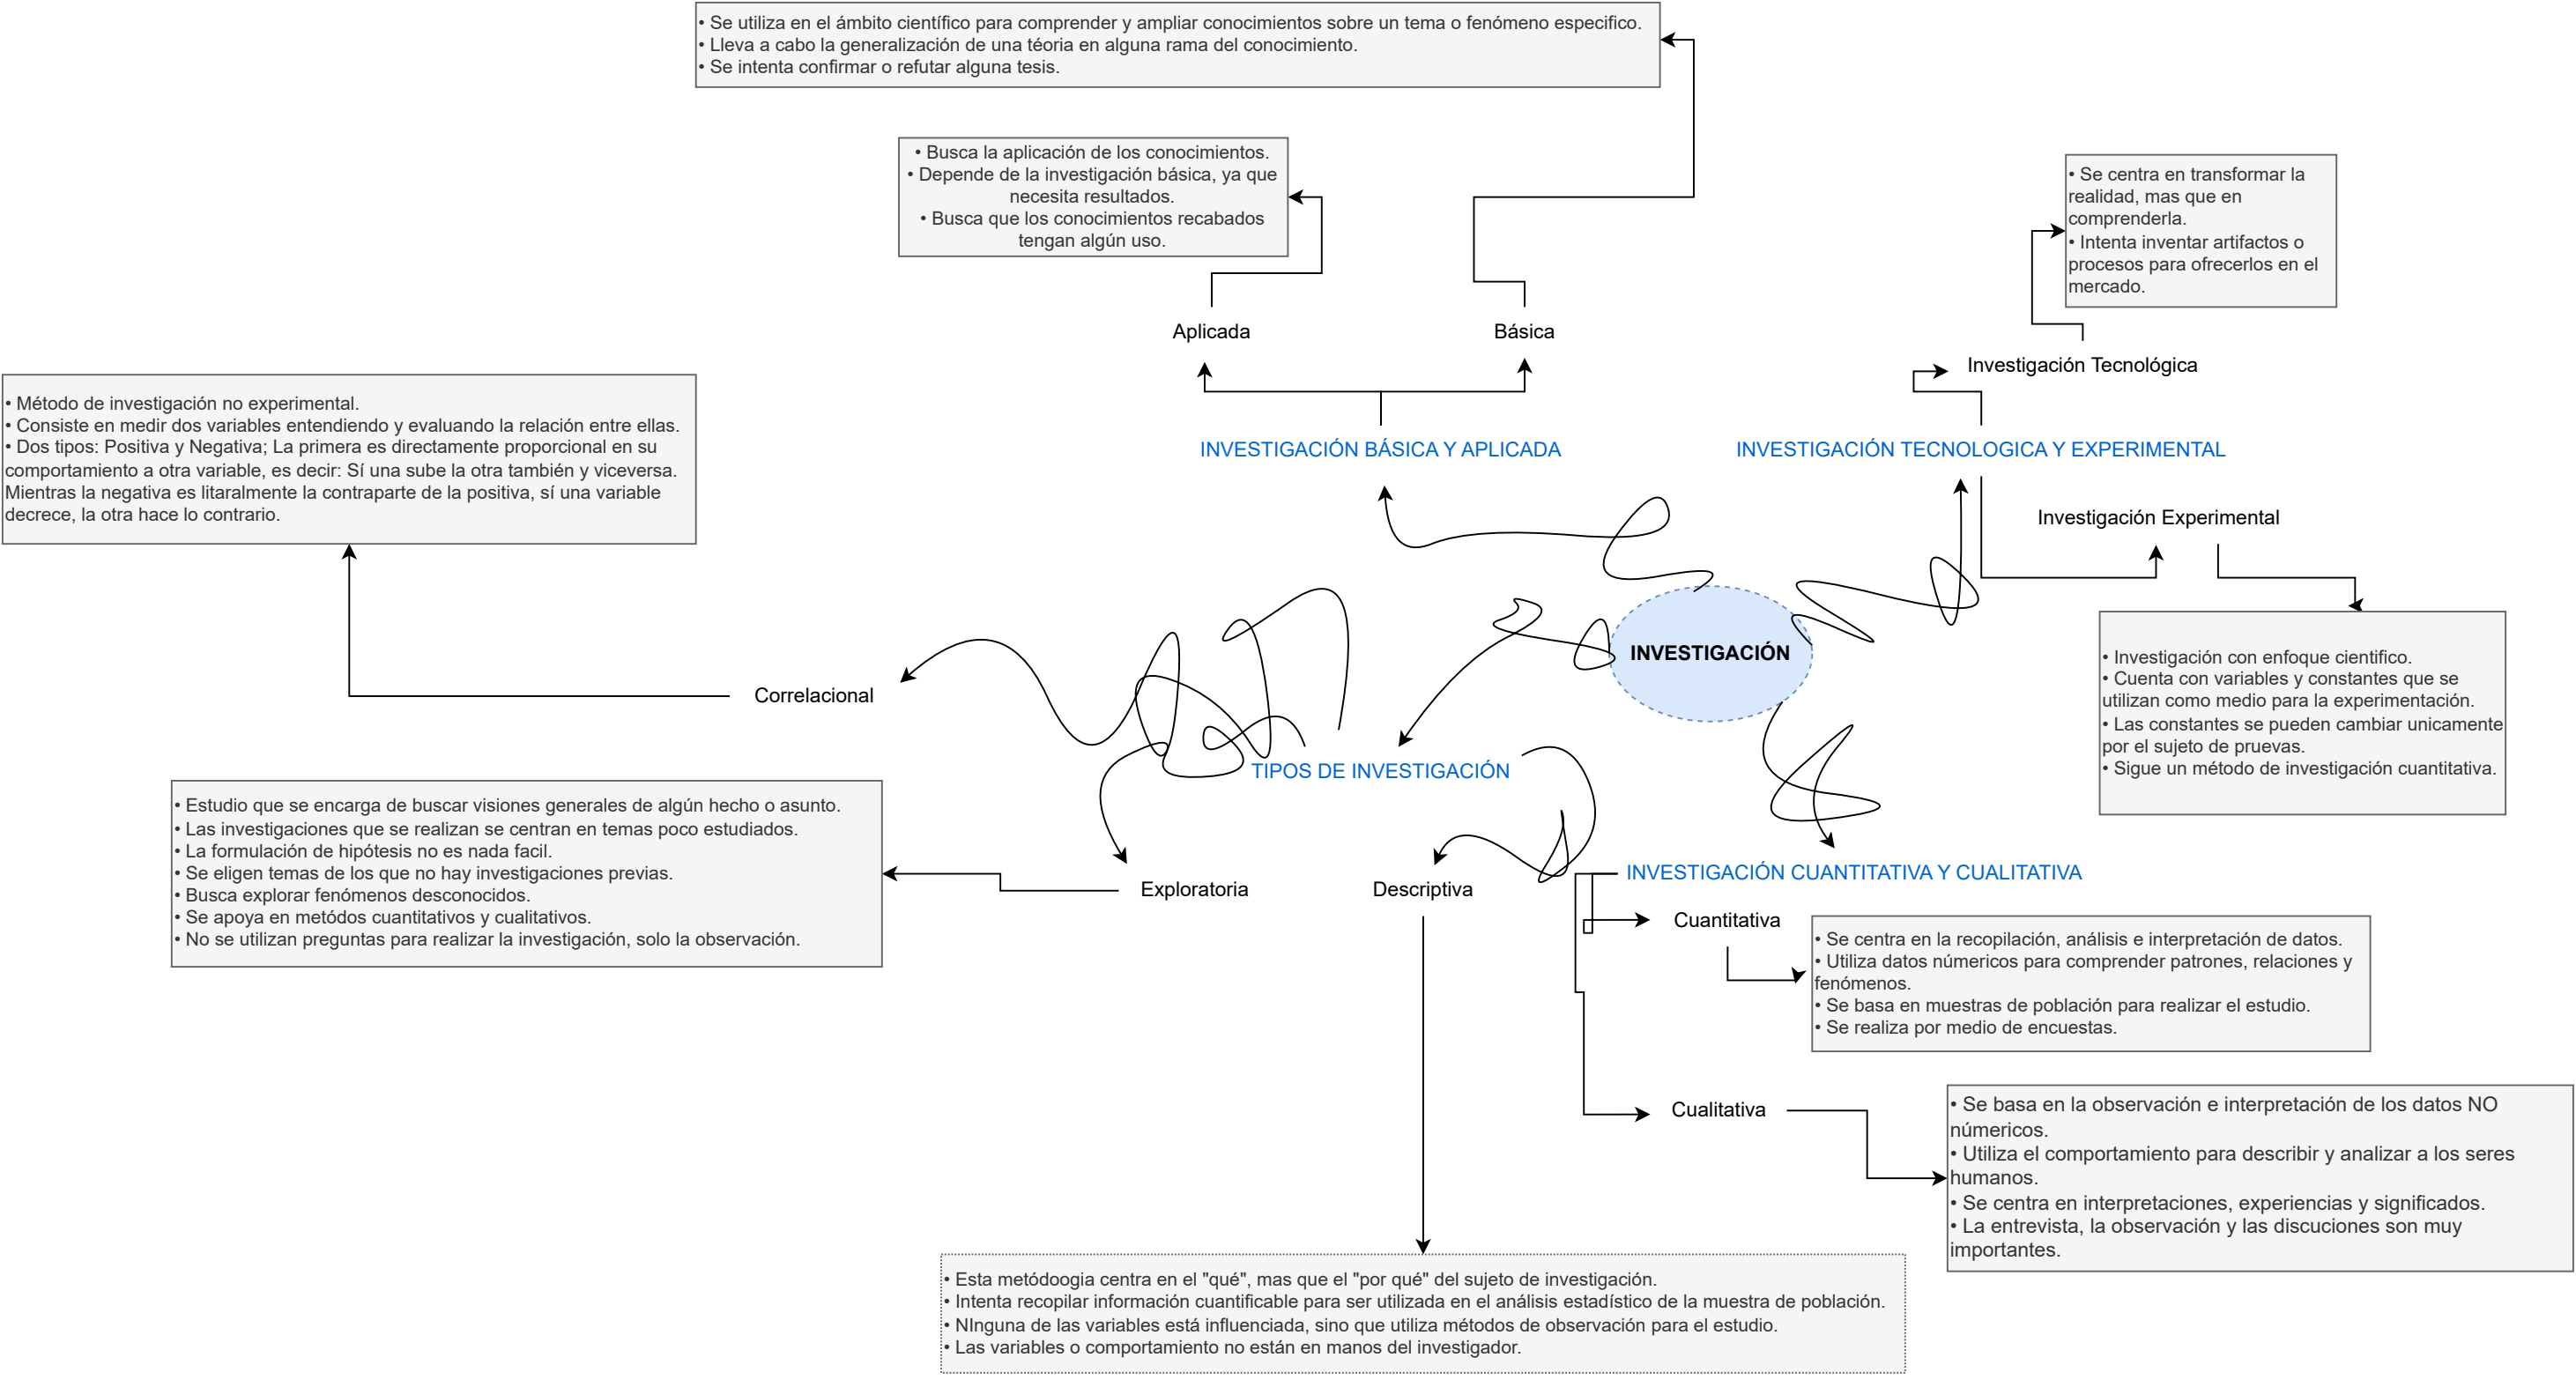 • Se utiliza en el ámbito científico para comprender y ampliar conocimientos sobre un tema o fenómeno especifico.
• Lleva a cabo la generalización de una téoria en alguna rama del conocimiento.
• Se intenta confirmar o refutar alguna tesis.
• Busca la aplicación de los conocimientos.
• Depende de la investigación básica, ya que
necesita resultados.
• Busca que los conocimientos recabados
tengan algún uso.
• Se centra en transformar la
realidad, mas que en
comprenderla.
• Intenta inventar artifactos o
procesos para ofrecerlos en el
mercado.
Aplicada
Básica
Investigación Tecnológica
• Método de investigación no experimental.
• Consiste en medir dos variables entendiendo y evaluando la relación entre ellas.
• Dos tipos: Positiva y Negativa; La primera es directamente proporcional en su
comportamiento a otra variable, es decir: Sí una sube la otra también y viceversa.
Mientras la negativa es litaralmente la contraparte de la positiva, sí una variable
decrece, la otra hace lo contrario.
INVESTIGACIÓN BÁSICA Y APLICADA
INVESTIGACIÓN TECNOLOGICA Y EXPERIMENTAL
Investigación Experimental
INVESTIGACIÓN
• Investigación con enfoque cientifico.
• Cuenta con variables y constantes que se
utilizan como medio para la experimentación.
• Las constantes se pueden cambiar unicamente
por el sujeto de pruevas.
• Sigue un método de investigación cuantitativa.
Correlacional
TIPOS DE INVESTIGACIÓN
• Estudio que se encarga de buscar visiones generales de algún hecho o asunto.
• Las investigaciones que se realizan se centran en temas poco estudiados.
• La formulación de hipótesis no es nada facil.
• Se eligen temas de los que no hay investigaciones previas.
• Busca explorar fenómenos desconocidos.
• Se apoya en metódos cuantitativos y cualitativos.
• No se utilizan preguntas para realizar la investigación, solo la observación.
Exploratoria
Descriptiva
INVESTIGACIÓN CUANTITATIVA Y CUALITATIVA
Cuantitativa
• Se centra en la recopilación, análisis e interpretación de datos.
• Utiliza datos númericos para comprender patrones, relaciones y
fenómenos.
• Se basa en muestras de población para realizar el estudio.
• Se realiza por medio de encuestas.
Cualitativa
• Se basa en la observación e interpretación de los datos NO
númericos.
• Utiliza el comportamiento para describir y analizar a los seres
humanos.
• Se centra en interpretaciones, experiencias y significados.
• La entrevista, la observación y las discuciones son muy
importantes.
• Esta metódoogia centra en el "qué", mas que el "por qué" del sujeto de investigación.
• Intenta recopilar información cuantificable para ser utilizada en el análisis estadístico de la muestra de población.
• NInguna de las variables está influenciada, sino que utiliza métodos de observación para el estudio.
• Las variables o comportamiento no están en manos del investigador.